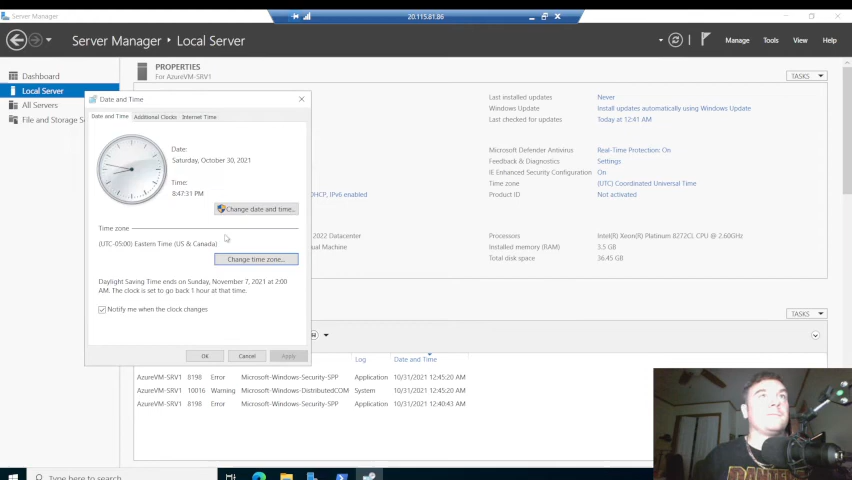 Server Manager
20.115.81.86
Server Manager • Local Server
Manage Tools View Help
Dashboard
Local Server
All Servers
File and Storage S
PROPERTIES
For AzureVM-SRV1
TASKS
Last installed updates Never
Windows Update Install updates automatically using Windows Update
Last checked for updates Today at 12:41 AM
Microsoft Defender Antivirus Real-Time Protection: On
Feedback & Diagnostics Settings
IE Enhanced Security Configuration On
Time zone (UTC) Coordinated Universal Time
Product ID Not activated
DHCP, IPv6 enabled
2022 Datacenter
tual Machine
Processors Intel(R) Xeon(R) Platinum 8272CL CPU @ 2.60GHz
Installed memory (RAM) 3.5 GB
Total disk space 36.45 GB
Date and Time
Date and Time Additional Clocks Internet Time
Date:
Saturday, October 30, 2021
Time:
8:47:31 PM
Change date and time...
Time zone
(UTC-05:00) Eastern Time (US & Canada)
Change time zone...
Daylight Saving Time ends on Sunday, November 7, 2021 at 2:00
AM. The clock is set to go back 1 hour at that time.
Notify me when the clock changes
OK Cancel Apply
TASKS
Log Date and Time
AzureVM-SRV1 8198 Error Microsoft-Windows-Security-SPP Application 10/31/2021 12:45:20 AM
AzureVM-SRV1 10016 Warning Microsoft-Windows-DistributedCOM System 10/31/2021 12:45:20 AM
AzureVM-SRV1 8198 Error Microsoft-Windows-Security-SPP Application 10/31/2021 12:40:43 AM
Type here to search
PANTERA